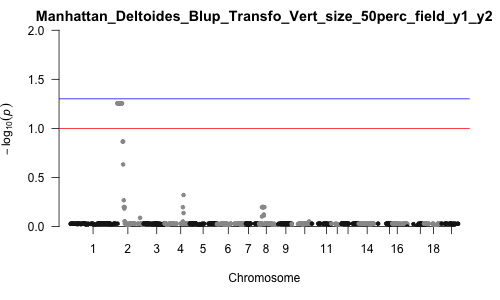 Manhattan_Deltoides_Blup_Transfo_Vert_size_50perc_field_y1_y2
2.0
1.5
1.0
0.5
0.0
− log10(p)
1 2 3 4 5 6 7 8 9 11 14 16 18
Chromosome